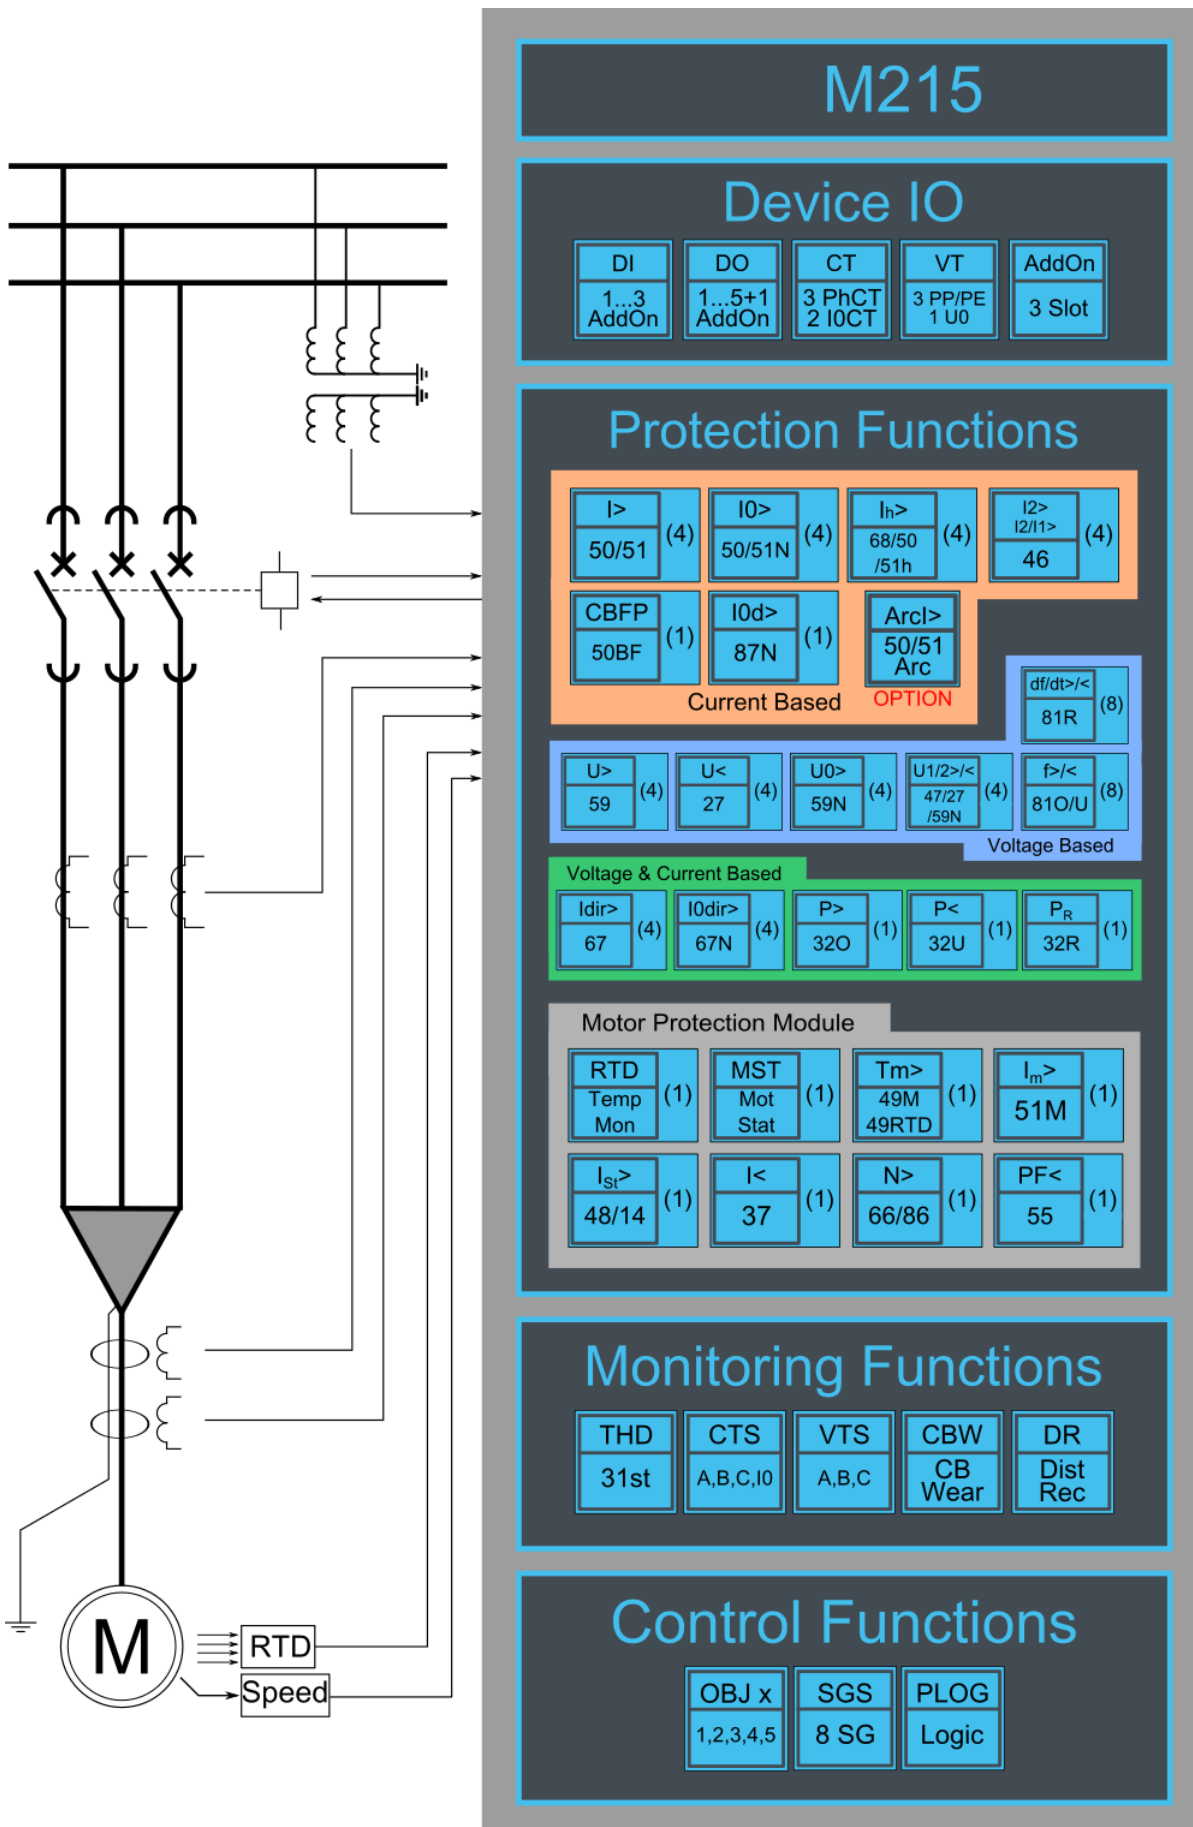 M215
Device IO
DI
1...3
AddOn
DO
1...5+1
AddOn
CT
3 PhCT
2 I0CT
VT
3 PP/PE
1 U0
AddOn
3 Slot
Protection Functions
I>
50/51
(4)
I0>
50/51N
(4)
Ih>
68/50
/51h
(4)
I2>
I2/I1>
46
(4)
CBFP
50BF
(1)
I0d>
87N
(1)
ArcI>
50/51
Arc
OPTION
Current Based
df/dt>/<
81R
(8)
U>
59
(4)
U<
27
(4)
U0>
59N
(4)
U1/2>/<
47/27
/59N
(4)
f>/<
81O/U
(8)
Voltage Based
Voltage & Current Based
Idir>
67
(4)
I0dir>
67N
(4)
P>
32O
(1)
P<
32U
(1)
PR
32R
(1)
Motor Protection Module
RTD
Temp
Mon
(1)
MST
Mot
Stat
(1)
Tm>
49M
49RTD
(1)
Im>
51M
(1)
ISt>
48/14
(1)
I<
37
(1)
N>
66/86
(1)
PF<
55
(1)
Monitoring Functions
THD
31st
CTS
A,B,C,I0
VTS
A,B,C
CBW
CB
Wear
DR
Dist
Rec
Control Functions
OBJ x
1,2,3,4,5
SGS
8 SG
PLOG
Logic
M
RTD
Speed